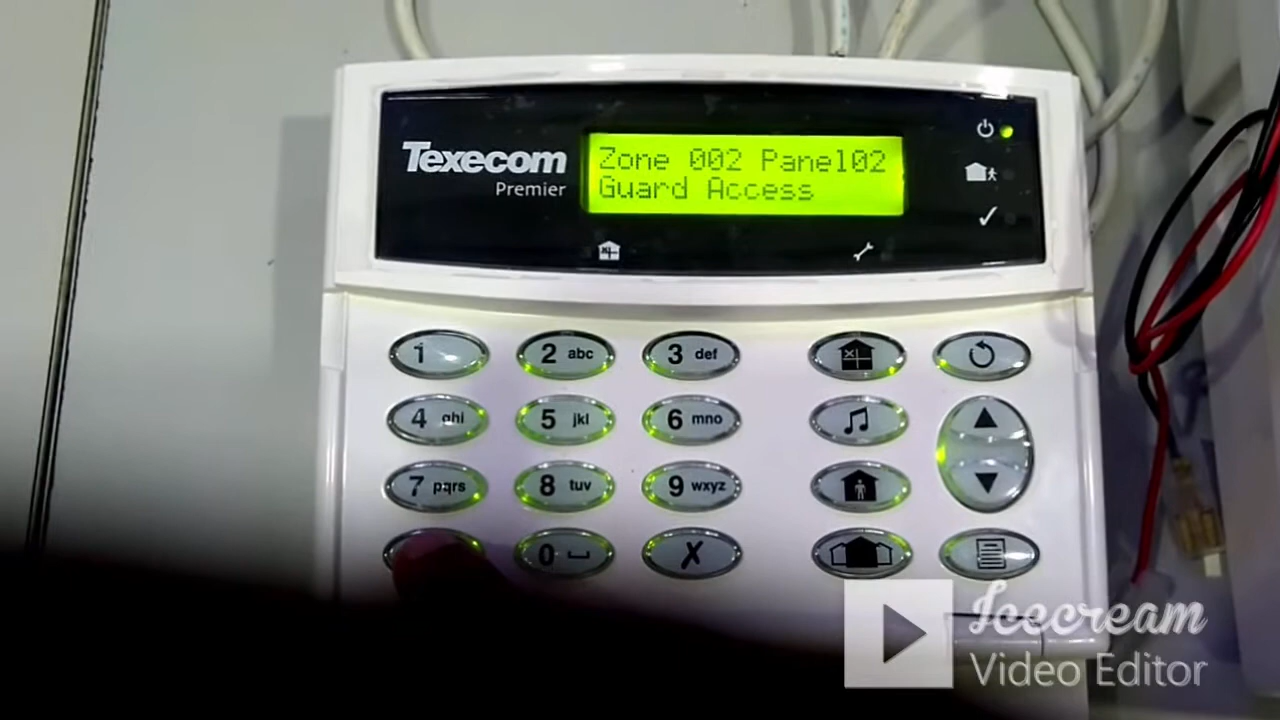 Texecom
Premier
Zone 002 Panel02
Guard Access
1
2 abc
3 def
4 ghi
5 jkl
6 mno
7 pqrs
8 tuv
9 wxyz
0
Icecream
Video Editor